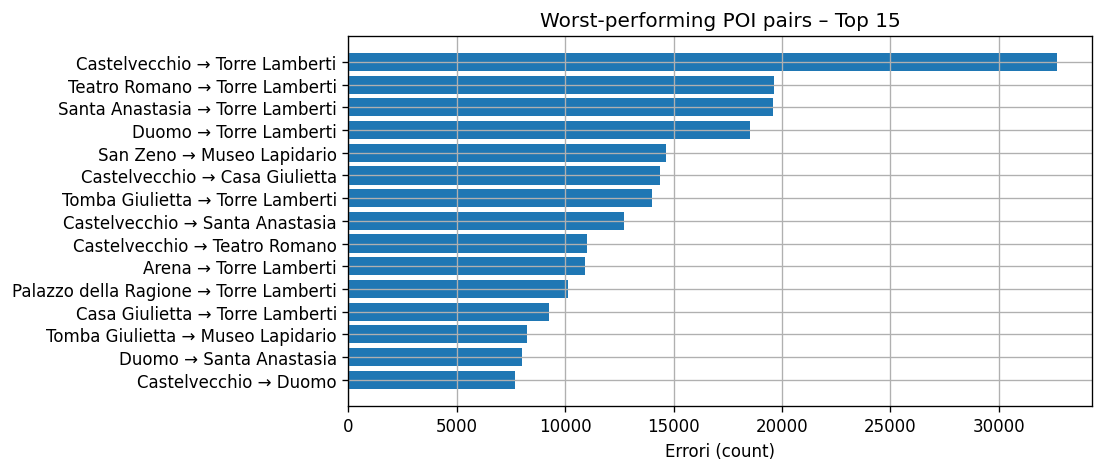 Worst-performing POI pairs – Top 15
Castelvecchio → Torre Lamberti
Teatro Romano → Torre Lamberti
Santa Anastasia → Torre Lamberti
Duomo → Torre Lamberti
San Zeno → Museo Lapidario
Castelvecchio → Casa Giulietta
Tomba Giulietta → Torre Lamberti
Castelvecchio → Santa Anastasia
Castelvecchio → Teatro Romano
Arena → Torre Lamberti
Palazzo della Ragione → Torre Lamberti
Casa Giulietta → Torre Lamberti
Tomba Giulietta → Museo Lapidario
Duomo → Santa Anastasia
Castelvecchio → Duomo
0 5000 10000 15000 20000 25000 30000
Errori (count)